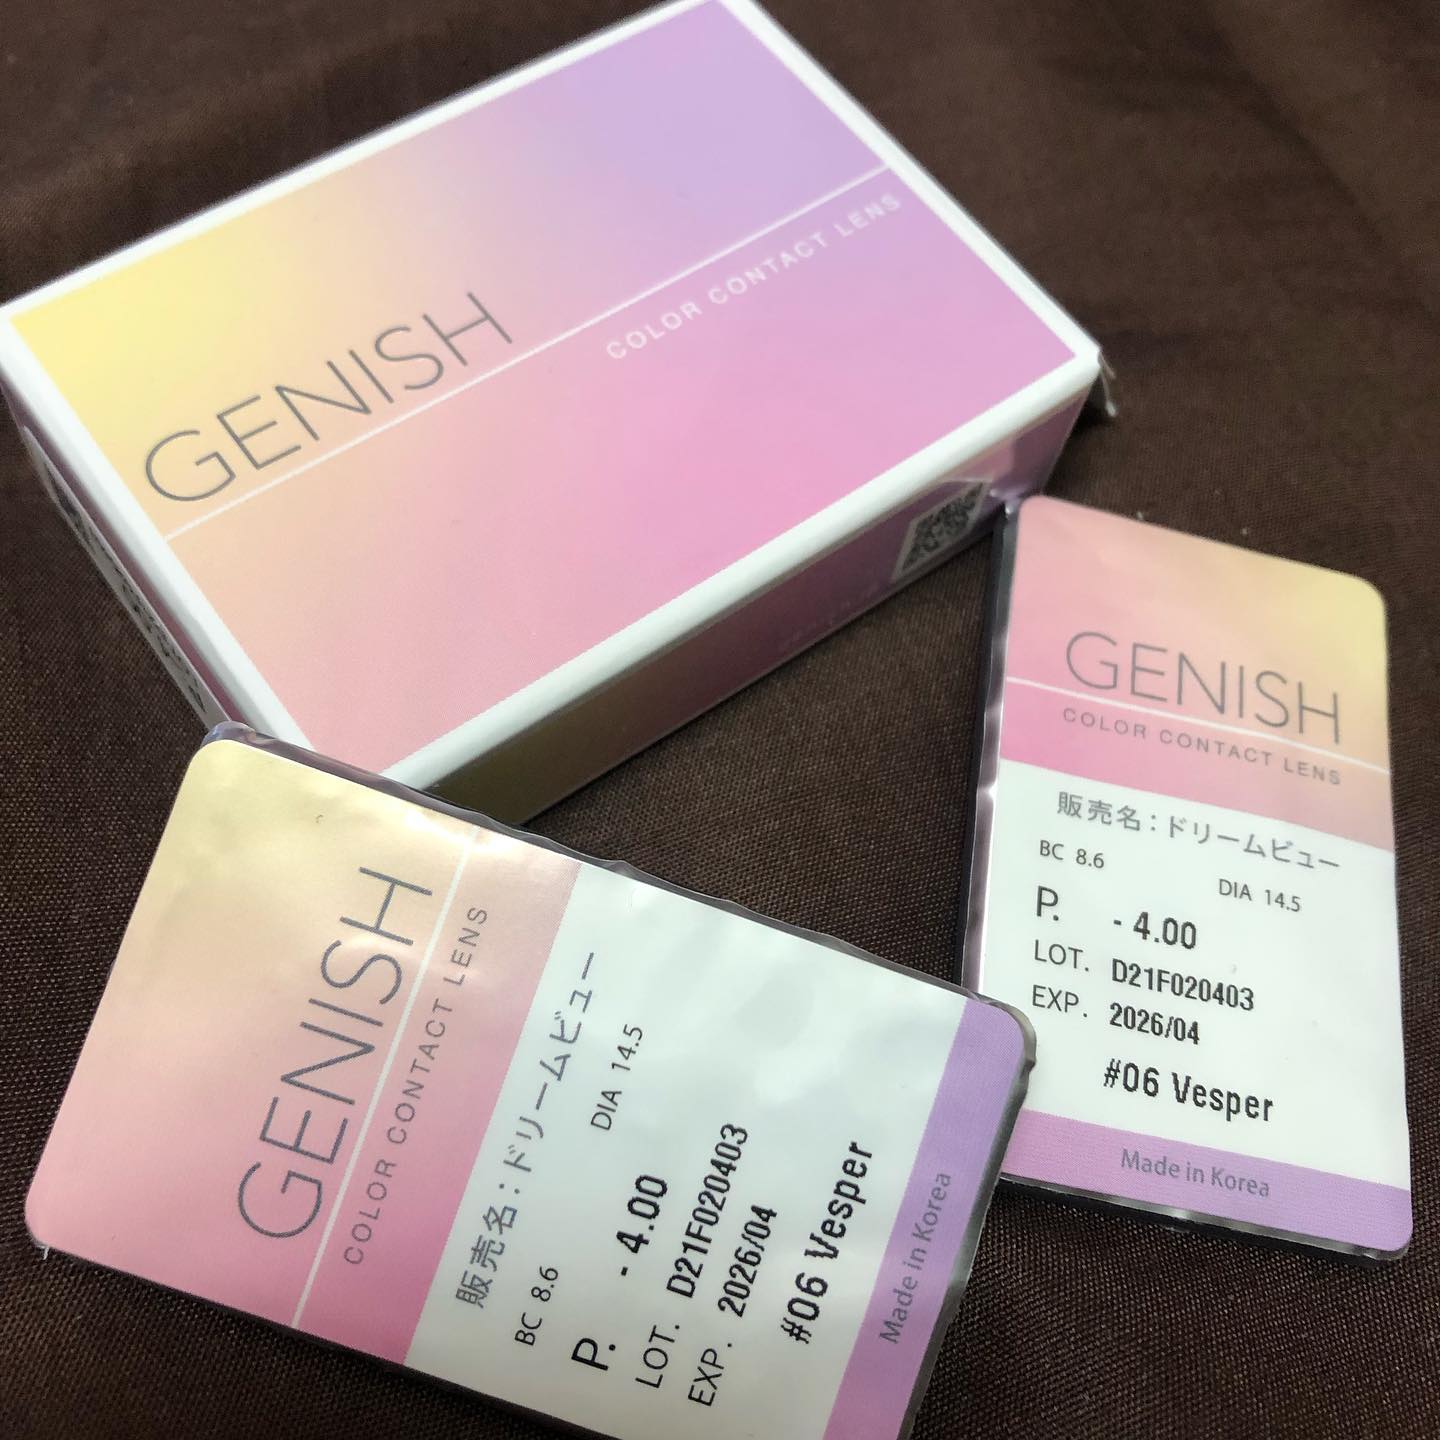 GENISH
COLOR CONTACT LENS
GENISH
COLOR CONTACT LENS
販売名：ドリームビュー
BC 8.6
DIA 14.5
P. - 4.00
LOT. D21F020403
EXP. 2026/04
#06 Vesper
Made in Korea
GENISH
COLOR CONTACT LENS
販売名：ドリームビュー
BC 8.6
DIA 14.5
P. - 4.00
LOT. D21F020403
EXP. 2026/04
#06 Vesper
Made in Korea